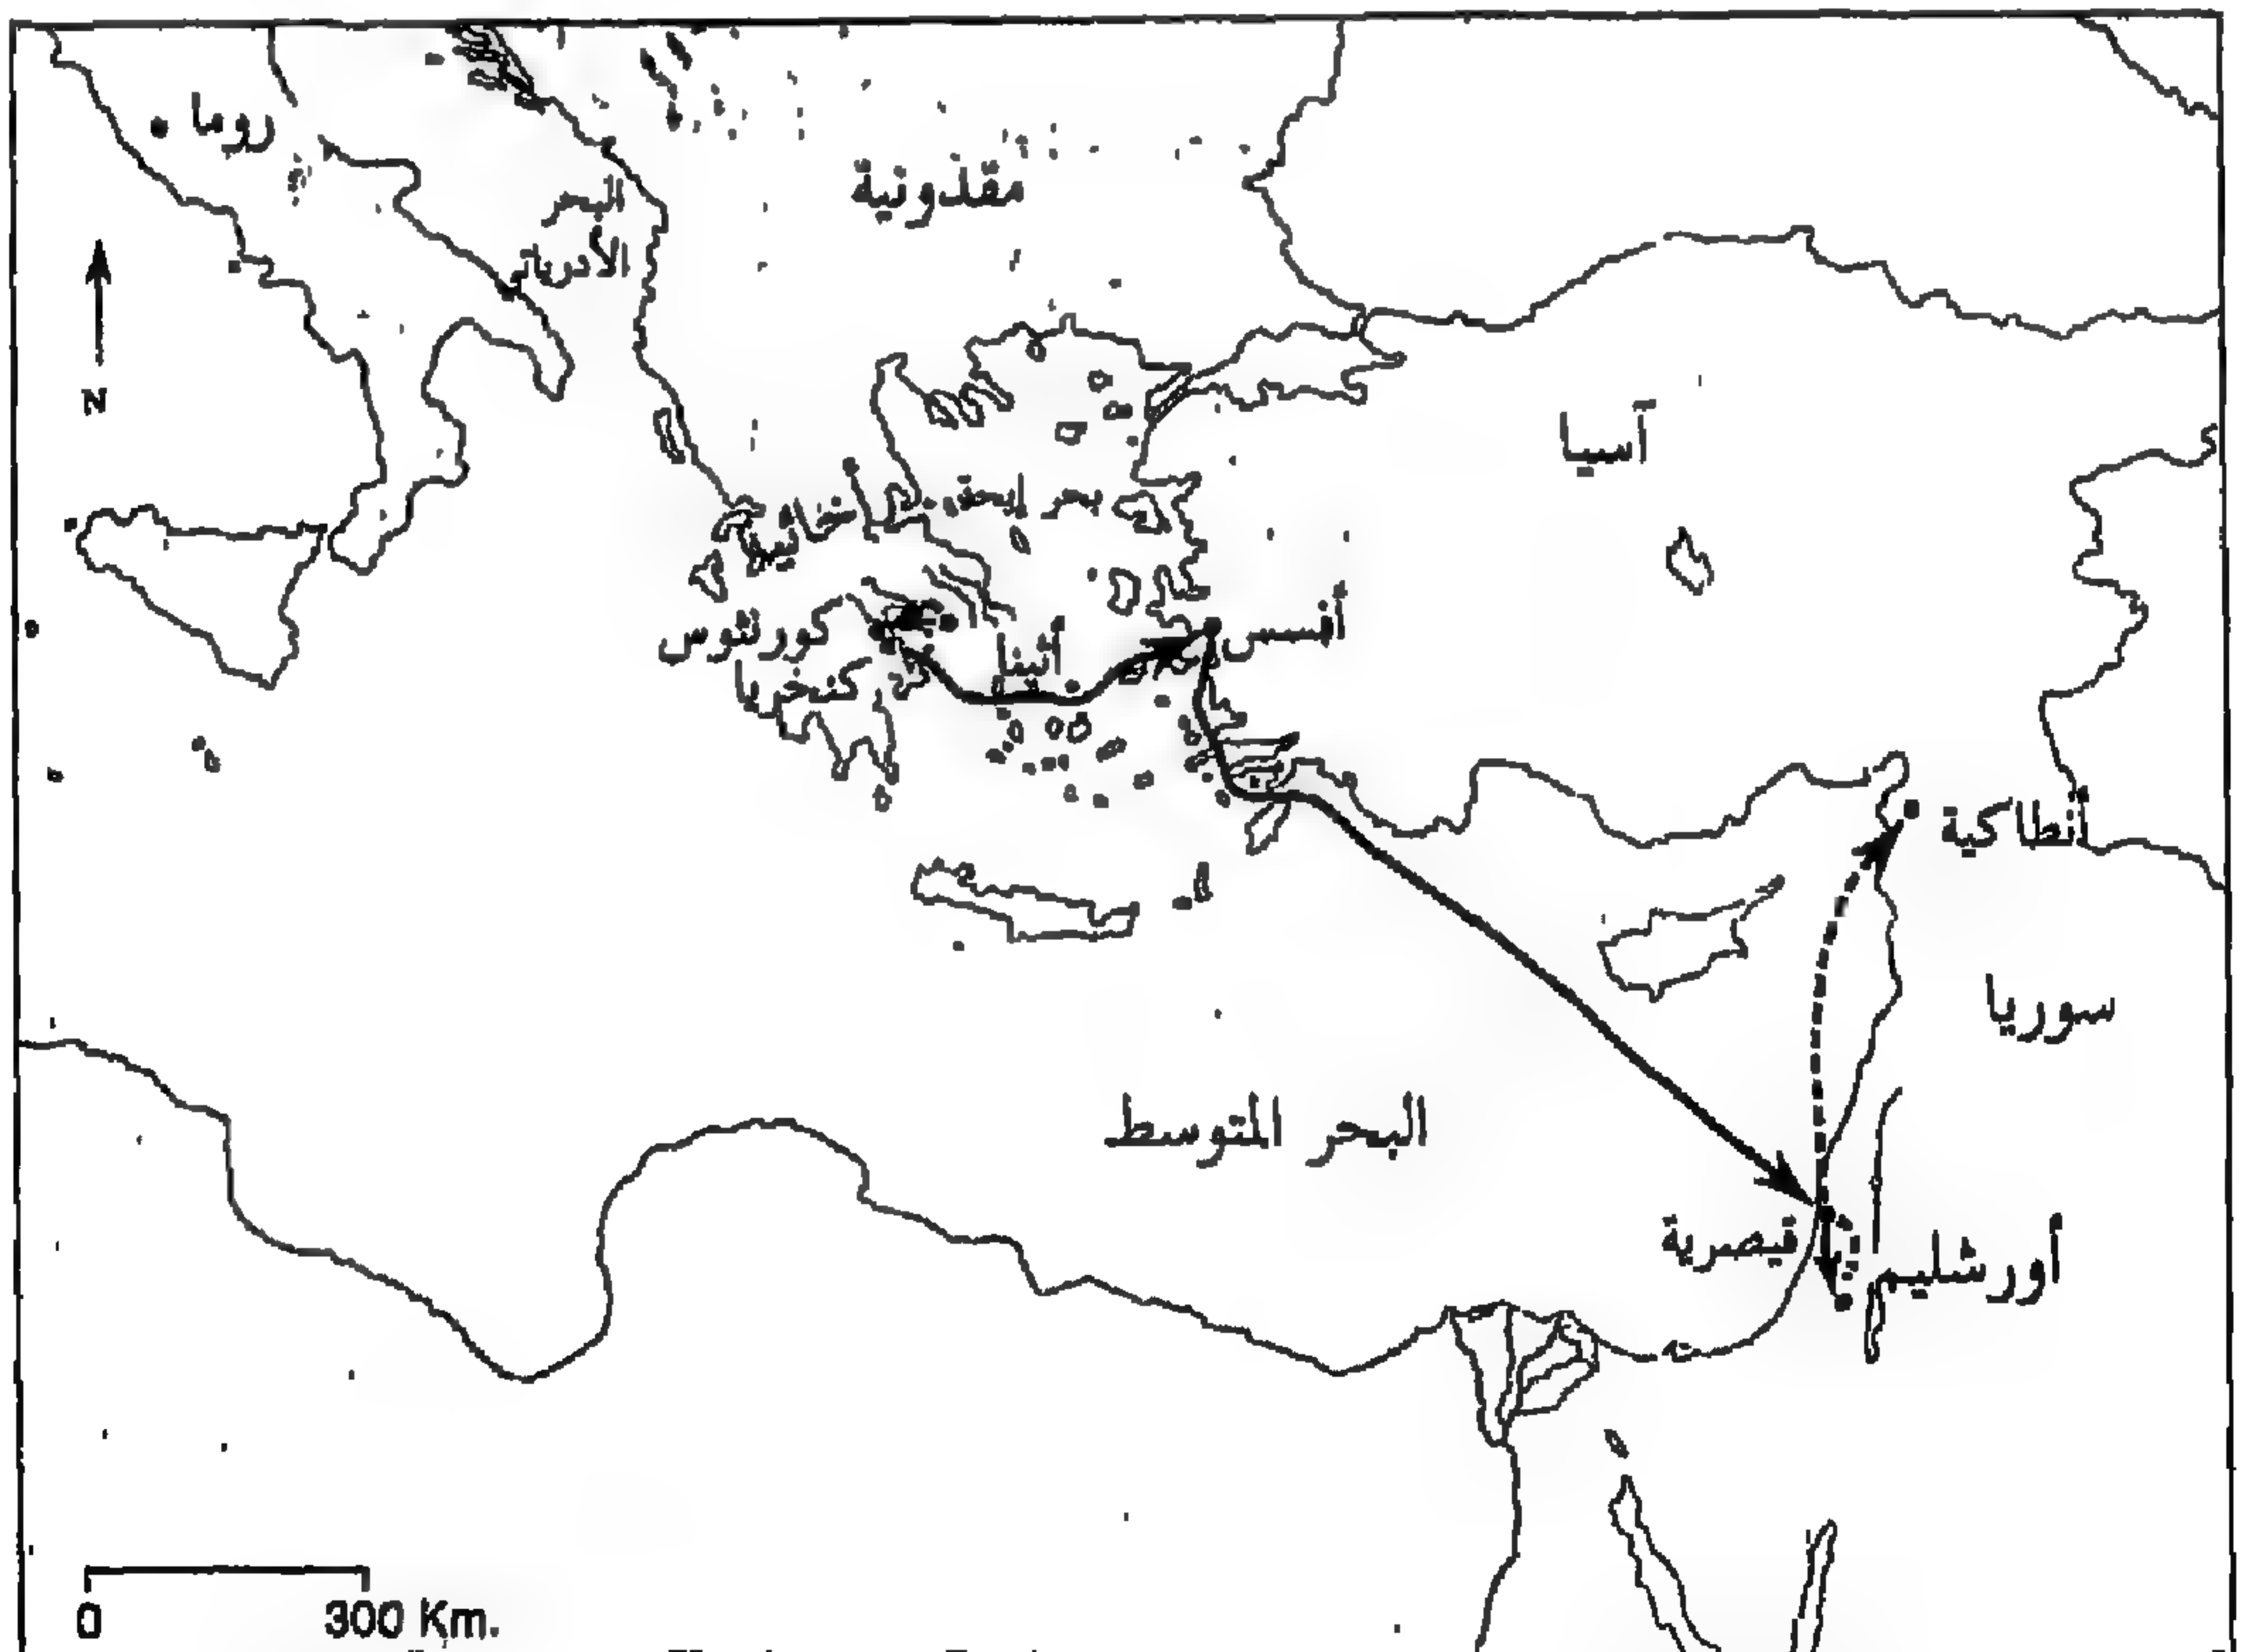 روما
مقذونية
البحر
الأدرياتي
N
آسيا
بحر إيجة
أخائية
أفسس
كورنثوس
أثينا
كنخريا
أنطاكية
سوريا
البحر المتوسط
قيصرية
أورشليم
0
300 Km.